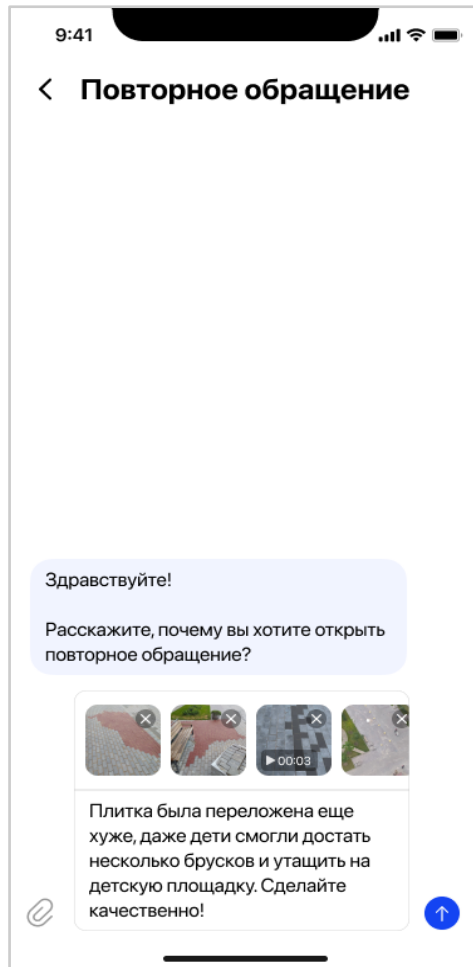 9:41
Повторное обращение
Здравствуйте!
Расскажите, почему вы хотите открыть
повторное обращение?
00:03
Плитка была переложена еще
хуже, даже дети смогли достать
несколько брусков и утащить на
детскую площадку. Сделайте
качественно!